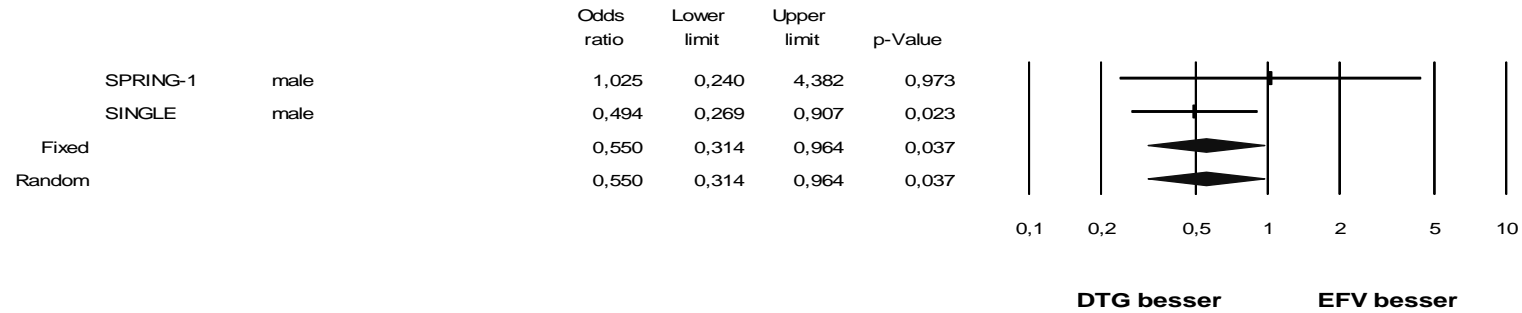 Odds Lower Upper
ratio limit limit p-Value
SPRING-1 male 1,025 0,240 4,382 0,973
SINGLE male 0,494 0,269 0,907 0,023
Fixed 0,550 0,314 0,964 0,037
Random 0,550 0,314 0,964 0,037
0,1 0,2 0,5 1 2 5 10
DTG besser EFV besser